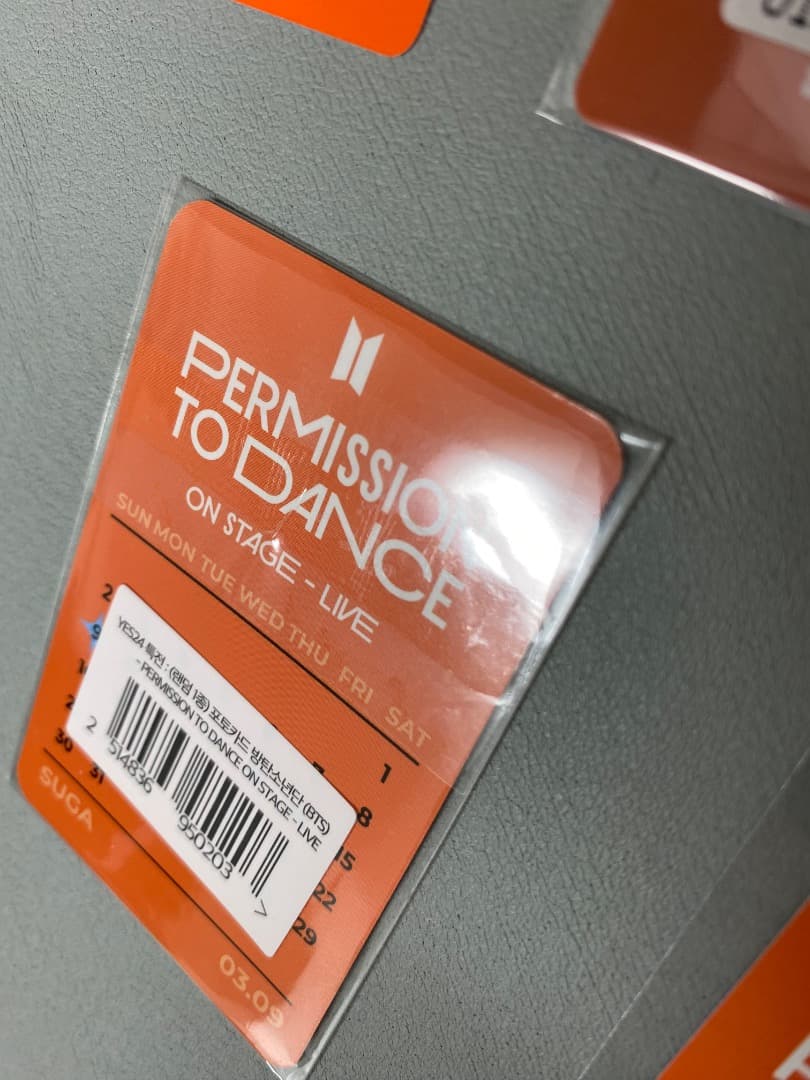 PERMISSION
TO DANCE
ON STAGE - LIVE
SUN MON TUE WED THU FRI SAT
1
2
8
9
15
22
29
30
31
YES24 특전 : (랜덤 1종) 포토카드 방탄소년단 (BTS)
- PERMISSION TO DANCE ON STAGE - LIVE
2 514836 950203 >
SUGA
03.09